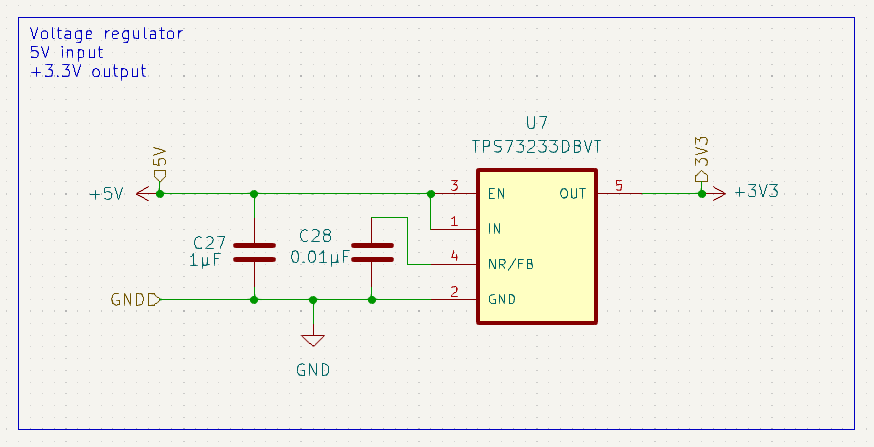 Voltage regulator
5V input
+3.3V output
U7
TPS73233DBVT
5V
3V3
+5V
3
EN
OUT
5
+3V3
1
IN
C27
1µF
C28
0.01µF
4
NR/FB
GND
2
GND
GND